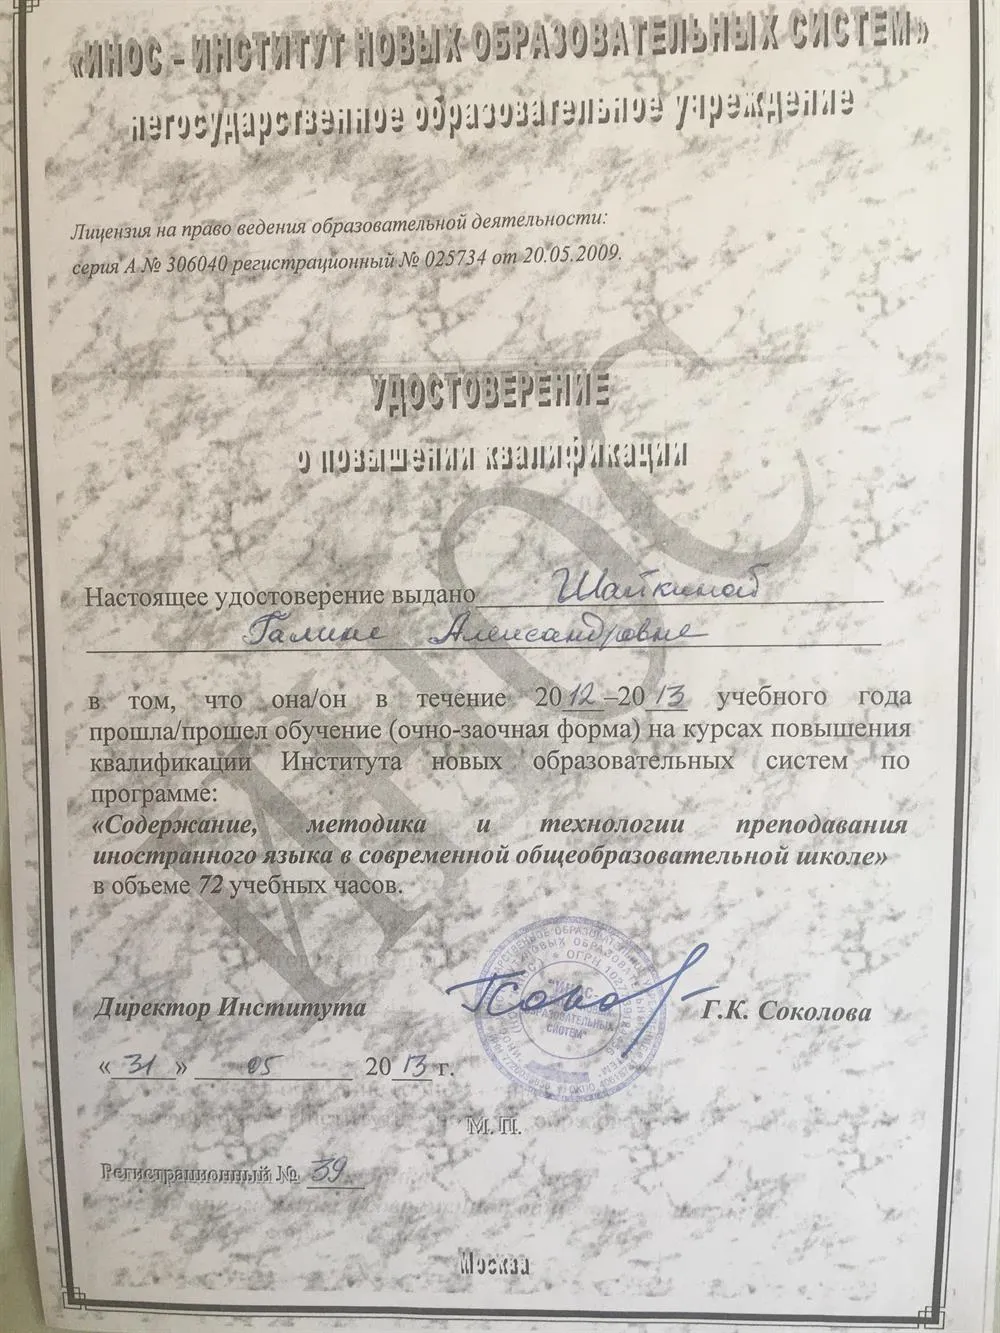 «ИНОС – ИНСТИТУТ НОВЫХ ОБРАЗОВАТЕЛЬНЫХ СИСТЕМ»
негосударственное образовательное учреждение
Лицензия на право ведения образовательной деятельности:
серия А № 306040 регистрационный № 025734 от 20.05.2009.
УДОСТОВЕРЕНИЕ
о повышении квалификации
ИНОС
Настоящее удостоверение выдано Шайкиной
Галине Александровне
в том, что она/он в течение 2012–2013 учебного года
прошла/прошел обучение (очно-заочная форма) на курсах повышения
квалификации Института новых образовательных систем по
программе:
«Содержание, методика и технологии преподавания
иностранного языка в современной общеобразовательной школе»
в объеме 72 учебных часов.
Директор Института
Г.К. Соколова
«31» 05 2013 г.
М.П.
Регистрационный № 39
Москва